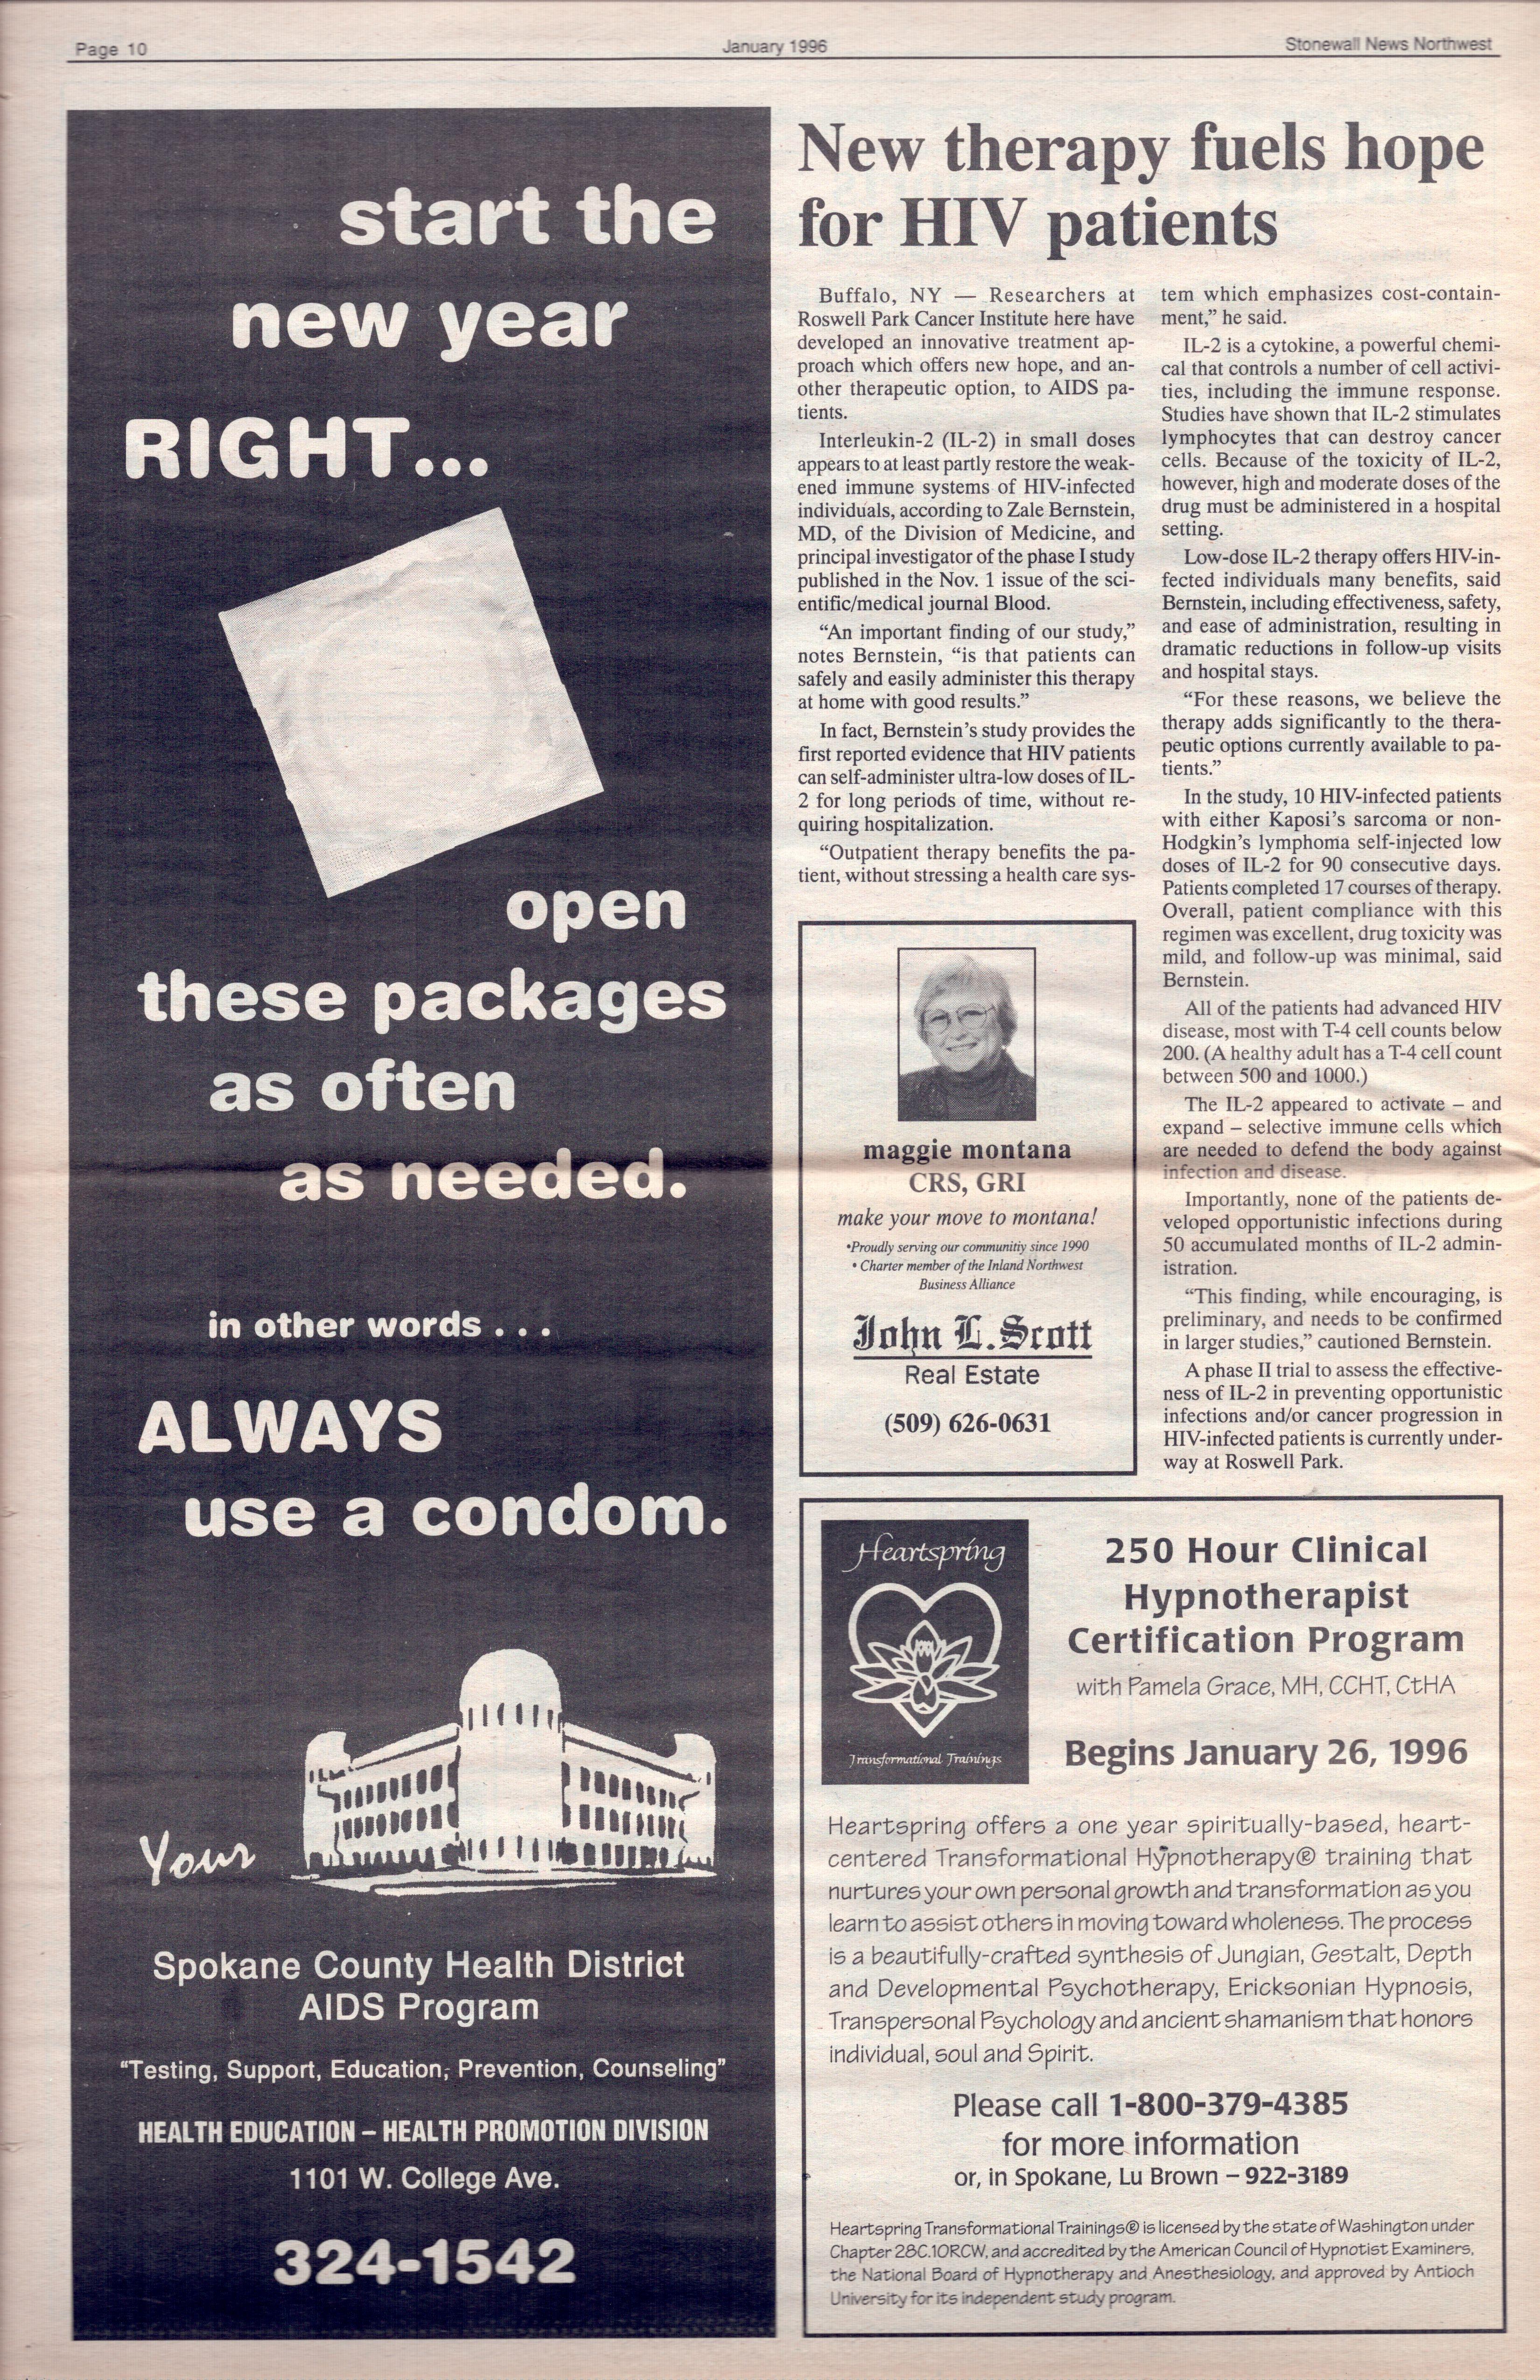 Page 10
January 1996
Stonewall News Northwest
start the
new year
RIGHT...
open
these packages
as often
as needed.
in other words . . .
ALWAYS
use a condom.
Your
Spokane County Health District
AIDS Program
“Testing, Support, Education, Prevention, Counseling”
HEALTH EDUCATION – HEALTH PROMOTION DIVISION
1101 W. College Ave.
324-1542
New therapy fuels hope
for HIV patients
Buffalo, NY — Researchers at
Roswell Park Cancer Institute here have
developed an innovative treatment ap-
proach which offers new hope, and an-
other therapeutic option, to AIDS pa-
tients.
Interleukin-2 (IL-2) in small doses
appears to at least partly restore the weak-
ened immune systems of HIV-infected
individuals, according to Zale Bernstein,
MD, of the Division of Medicine, and
principal investigator of the phase I study
published in the Nov. 1 issue of the sci-
entific/medical journal Blood.
“An important finding of our study,”
notes Bernstein, “is that patients can
safely and easily administer this therapy
at home with good results.”
In fact, Bernstein’s study provides the
first reported evidence that HIV patients
can self-administer ultra-low doses of IL-
2 for long periods of time, without re-
quiring hospitalization.
“Outpatient therapy benefits the pa-
tient, without stressing a health care sys-
tem which emphasizes cost-contain-
ment,” he said.
IL-2 is a cytokine, a powerful chemi-
cal that controls a number of cell activi-
ties, including the immune response.
Studies have shown that IL-2 stimulates
lymphocytes that can destroy cancer
cells. Because of the toxicity of IL-2,
however, high and moderate doses of the
drug must be administered in a hospital
setting.
Low-dose IL-2 therapy offers HIV-in-
fected individuals many benefits, said
Bernstein, including effectiveness, safety,
and ease of administration, resulting in
dramatic reductions in follow-up visits
and hospital stays.
“For these reasons, we believe the
therapy adds significantly to the thera-
peutic options currently available to pa-
tients.”
In the study, 10 HIV-infected patients
with either Kaposi’s sarcoma or non-
Hodgkin’s lymphoma self-injected low
doses of IL-2 for 90 consecutive days.
Patients completed 17 courses of therapy.
Overall, patient compliance with this
regimen was excellent, drug toxicity was
mild, and follow-up was minimal, said
Bernstein.
All of the patients had advanced HIV
disease, most with T-4 cell counts below
200. (A healthy adult has a T-4 cell count
between 500 and 1000.)
The IL-2 appeared to activate – and
expand – selective immune cells which
are needed to defend the body against
infection and disease.
Importantly, none of the patients de-
veloped opportunistic infections during
50 accumulated months of IL-2 admin-
istration.
“This finding, while encouraging, is
preliminary, and needs to be confirmed
in larger studies,” cautioned Bernstein.
A phase II trial to assess the effective-
ness of IL-2 in preventing opportunistic
infections and/or cancer progression in
HIV-infected patients is currently under-
way at Roswell Park.
maggie montana
CRS, GRI
make your move to montana!
•Proudly serving our communitiy since 1990
• Charter member of the Inland Northwest
Business Alliance
John L. Scott
Real Estate
(509) 626-0631
Heartspring
Transformational Trainings
250 Hour Clinical
Hypnotherapist
Certification Program
with Pamela Grace, MH, CCHT, CtHA
Begins January 26, 1996
Heartspring offers a one year spiritually-based, heart-
centered Transformational Hypnotherapy® training that
nurtures your own personal growth and transformation as you
learn to assist others in moving toward wholeness. The process
is a beautifully-crafted synthesis of Jungian, Gestalt, Depth
and Developmental Psychotherapy, Ericksonian Hypnosis,
Transpersonal Psychology and ancient shamanism that honors
individual, soul and Spirit.
Please call 1-800-379-4385
for more information
or, in Spokane, Lu Brown – 922-3189
Heartspring Transformational Trainings® is licensed by the state of Washington under
Chapter 28C.10RCW, and accredited by the American Council of Hypnotist Examiners,
the National Board of Hypnotherapy and Anesthesiology, and approved by Antioch
University for its independent study program.